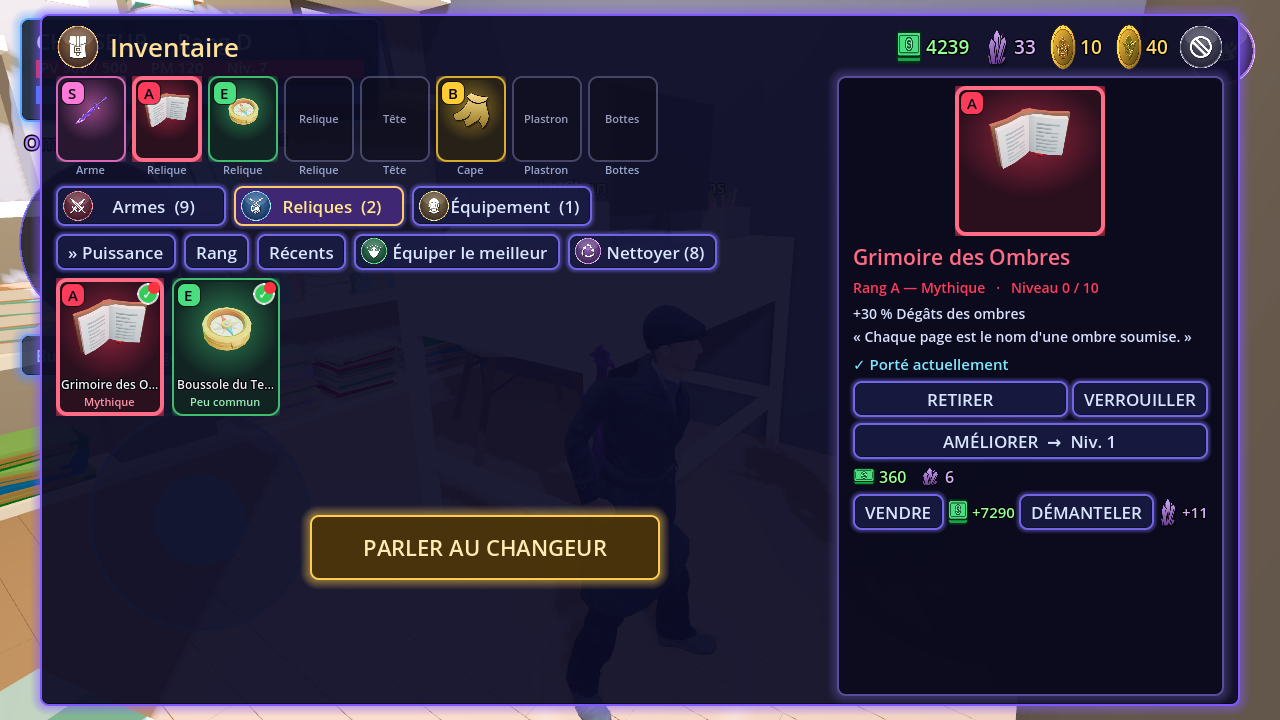 Inventaire
4239
33
10
40
S
A
E
B
Relique
Tête
Plastron
Bottes
Arme
Relique
Relique
Relique
Tête
Cape
Plastron
Bottes
Armes (9)
Reliques (2)
Équipement (1)
» Puissance
Rang
Récents
Équiper le meilleur
Nettoyer (8)
A
Grimoire des O...
Mythique
E
Boussole du Te...
Peu commun
PARLER AU CHANGEUR
A
Grimoire des Ombres
Rang A — Mythique · Niveau 0 / 10
+30 % Dégâts des ombres
« Chaque page est le nom d'une ombre soumise. »
✓ Porté actuellement
RETIRER
VERROUILLER
AMÉLIORER → Niv. 1
360
6
VENDRE
+7290
DÉMANTELER
+11